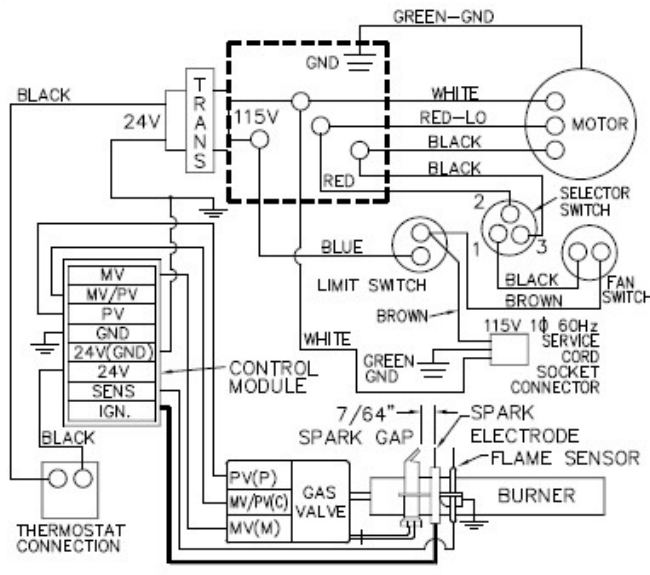 GREEN-GND
GND
BLACK
24V
TRANS
115V
WHITE
RED-LO
BLACK
MOTOR
BLACK
RED
2
SELECTOR
SWITCH
1
3
BLUE
LIMIT SWITCH
BLACK
FAN
SWITCH
BROWN
BROWN
MV
MV/PV
PV
GND
24V(GND)
24V
SENS
IGN.
CONTROL
MODULE
WHITE
GREEN
GND
115V 1Ø 60Hz
SERVICE
CORD
SOCKET
CONNECTOR
BLACK
7/64"
SPARK GAP
SPARK
ELECTRODE
FLAME SENSOR
PV(P)
MV/PV(C)
MV(M)
GAS
VALVE
BURNER
THERMOSTAT
CONNECTION